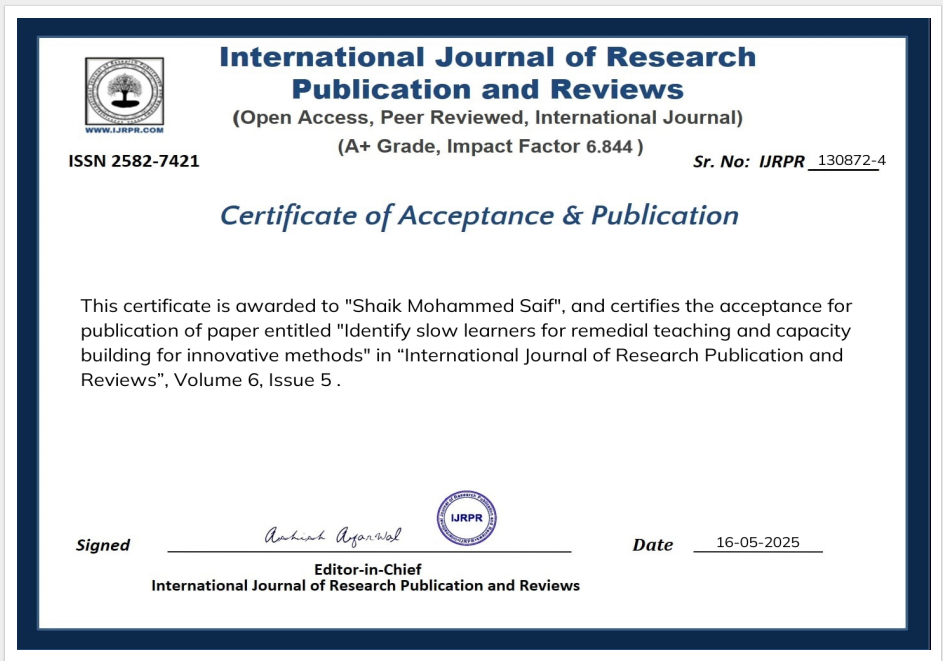 International Journal of Research
Publication and Reviews
(Open Access, Peer Reviewed, International Journal)
(A+ Grade, Impact Factor 6.844 )
WWW.IJRPR.COM
ISSN 2582-7421
Sr. No: IJRPR 130872-4
Certificate of Acceptance & Publication
This certificate is awarded to "Shaik Mohammed Saif", and certifies the acceptance for
publication of paper entitled "Identify slow learners for remedial teaching and capacity
building for innovative methods" in “International Journal of Research Publication and
Reviews”, Volume 6, Issue 5 .
Signed
IJRPR
Date 16-05-2025
Editor-in-Chief
International Journal of Research Publication and Reviews